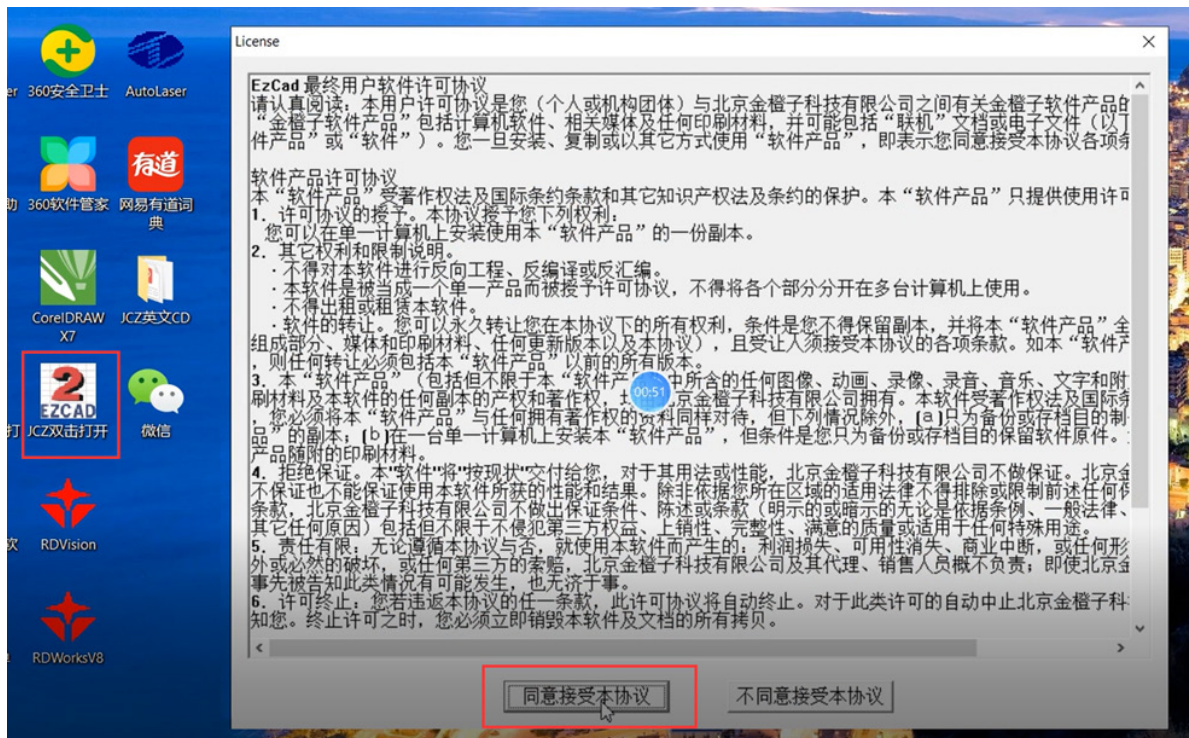 License
360安全卫士
AutoLaser
360软件管家
有道
网易有道词
典
CorelDRAW
X7
JCZ英文CD
2
EZCAD
JCZ双击打开
微信
RDVision
RDWorksV8
EzCad 最终用户软件许可协议
请认真阅读：本用户许可协议是您（个人或机构团体）与北京金橙子科技有限公司之间有关金橙子软件产品的
“金橙子软件产品”包括计算机软件、相关媒体及任何印刷材料，并可能包括“联机”文档或电子文件（以下
件产品”或“软件”）。您一旦安装、复制或以其它方式使用“软件产品”，即表示您同意接受本协议各项条
软件产品许可协议
本“软件产品”受著作权法及国际条约条款和其它知识产权法及条约的保护。本“软件产品”只提供使用许可
1. 许可协议的授予。本协议授予您下列权利：
您可以在单一计算机上安装使用本“软件产品”的一份副本。
2. 其它权利和限制说明。
· 不得对本软件进行反向工程、反编译或反汇编。
· 本软件是被当成一个单一产品而被授予许可协议，不得将各个部分分开在多台计算机上使用。
· 不得出租或租赁本软件。
· 软件的转让。您可以永久转让您在本协议下的所有权利，条件是您不得保留副本，并将本“软件产品”全
组成部分、媒体和印刷材料、任何更新版本以及本协议），且受让人须接受本协议的各项条款。如本“软件产
，则任何转让必须包括本“软件产品”以前的所有版本。
3. 本“软件产品”（包括但不限于本“软件产 00:51 中所含的任何图像、动画、录像、录音、音乐、文字和附
刷材料及本软件的任何副本的产权和著作权， 京金橙子科技有限公司拥有。本软件受著作权法及国际条
，您必须将本“软件产品”与任何拥有著作权的资料同样对待，但下列情况除外，(a)只为备份或存档目的制
品”的副本；(b)在一台单一计算机上安装本“软件产品”，但条件是您只为备份或存档目的保留软件原件。
产品随附的印刷材料。
4. 拒绝保证。本"软件"将"按现状"交付给您，对于其用法或性能，北京金橙子科技有限公司不做保证。北京金
不保证也不能保证使用本软件所获的性能和结果。除非依据您所在区域的适用法律不得排除或限制前述任何保
条款，北京金橙子科技有限公司不做出保证条件、陈述或条款（明示的或暗示的无论是依据条例、一般法律、
其它任何原因）包括但不限于不侵犯第三方权益、上销性、完整性、满意的质量或适用于任何特殊用途。
5. 责任有限：无论遵循本协议与否，就使用本软件而产生的：利润损失、可用性消失、商业中断，或任何形
外或必然的破坏，或任何第三方的索赔，北京金橙子科技有限公司及其代理、销售人员概不负责；即使北京金
事先被告知此类情况有可能发生，也无济于事。
6. 许可终止：您若违返本协议的任一条款，此许可协议将自动终止。对于此类许可的自动中止北京金橙子科
知您。终止许可之时，您必须立即销毁本软件及文档的所有拷贝。
同意接受本协议
不同意接受本协议